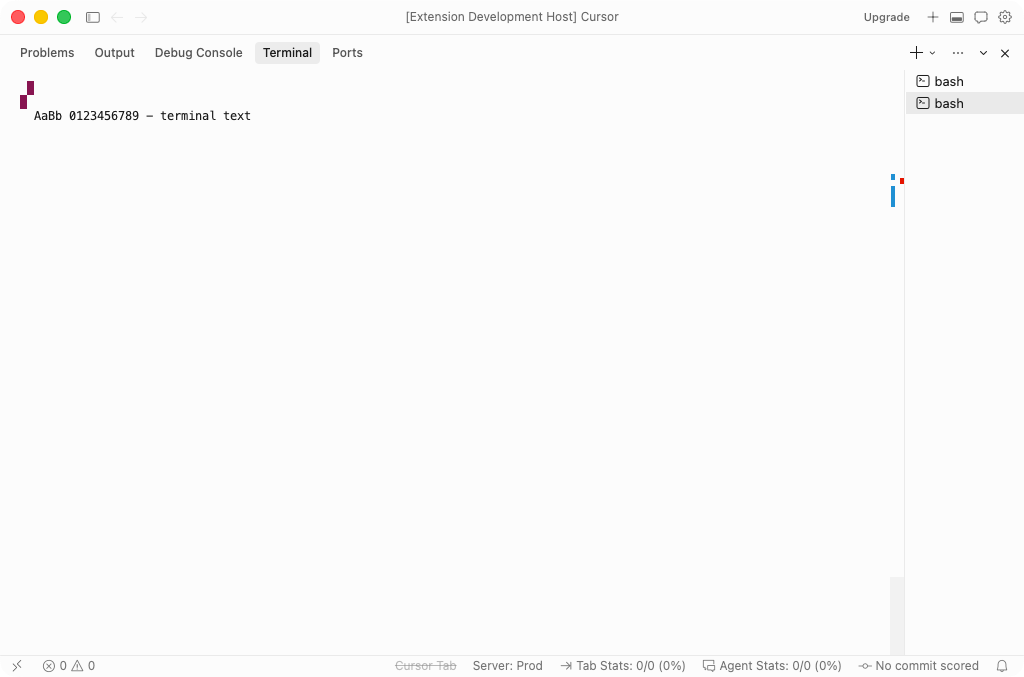 [Extension Development Host] Cursor
Upgrade
Problems Output Debug Console Terminal Ports
bash
bash
AaBb 0123456789 — terminal text
0 0
Cursor Tab
Server: Prod
Tab Stats: 0/0 (0%)
Agent Stats: 0/0 (0%)
No commit scored